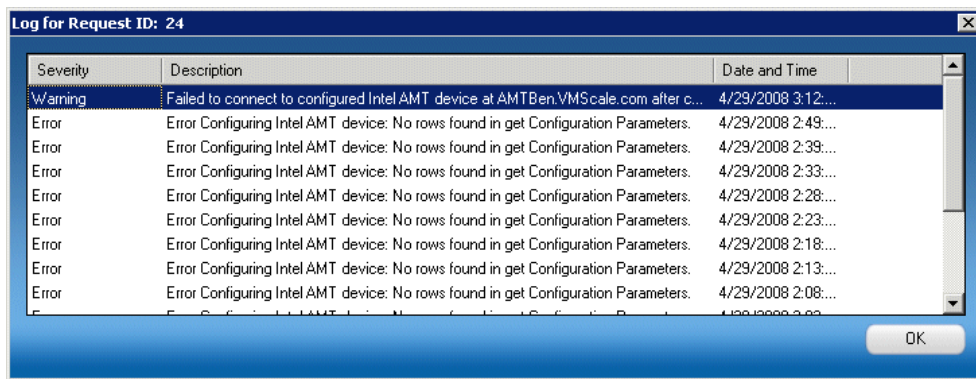 Log for Request ID: 24
Severity Description Date and Time
Warning Failed to connect to configured Intel AMT device at AMTBen.VMScale.com after c... 4/29/2008 3:12:...
Error Error Configuring Intel AMT device: No rows found in get Configuration Parameters. 4/29/2008 2:49:...
Error Error Configuring Intel AMT device: No rows found in get Configuration Parameters. 4/29/2008 2:39:...
Error Error Configuring Intel AMT device: No rows found in get Configuration Parameters. 4/29/2008 2:33:...
Error Error Configuring Intel AMT device: No rows found in get Configuration Parameters. 4/29/2008 2:28:...
Error Error Configuring Intel AMT device: No rows found in get Configuration Parameters. 4/29/2008 2:23:...
Error Error Configuring Intel AMT device: No rows found in get Configuration Parameters. 4/29/2008 2:18:...
Error Error Configuring Intel AMT device: No rows found in get Configuration Parameters. 4/29/2008 2:13:...
Error Error Configuring Intel AMT device: No rows found in get Configuration Parameters. 4/29/2008 2:08:...
OK